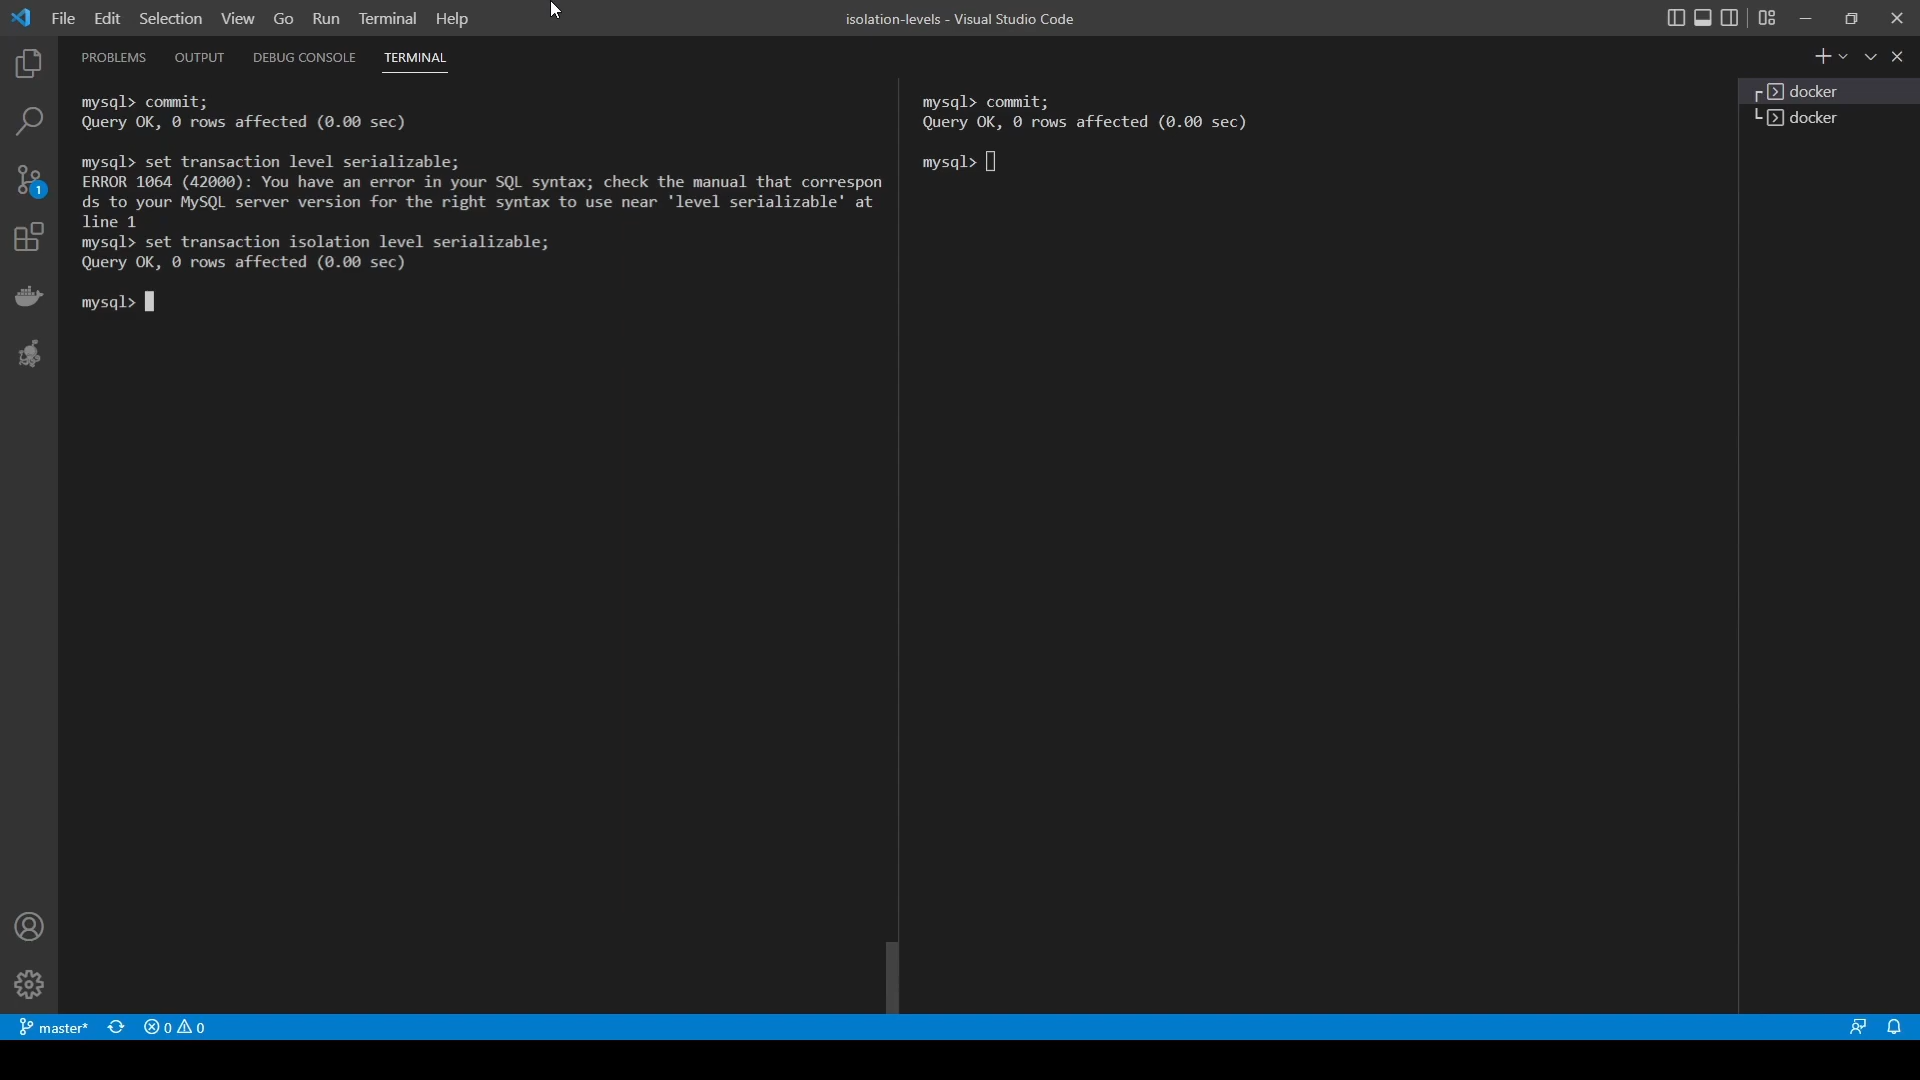 File Edit Selection View Go Run Terminal Help
isolation-levels - Visual Studio Code
PROBLEMS OUTPUT DEBUG CONSOLE TERMINAL
mysql> commit;
Query OK, 0 rows affected (0.00 sec)
mysql> set transaction level serializable;
ERROR 1064 (42000): You have an error in your SQL syntax; check the manual that correspon
ds to your MySQL server version for the right syntax to use near 'level serializable' at
line 1
mysql> set transaction isolation level serializable;
Query OK, 0 rows affected (0.00 sec)
mysql>
mysql> commit;
Query OK, 0 rows affected (0.00 sec)
mysql>
docker
docker
1
master*
0
0